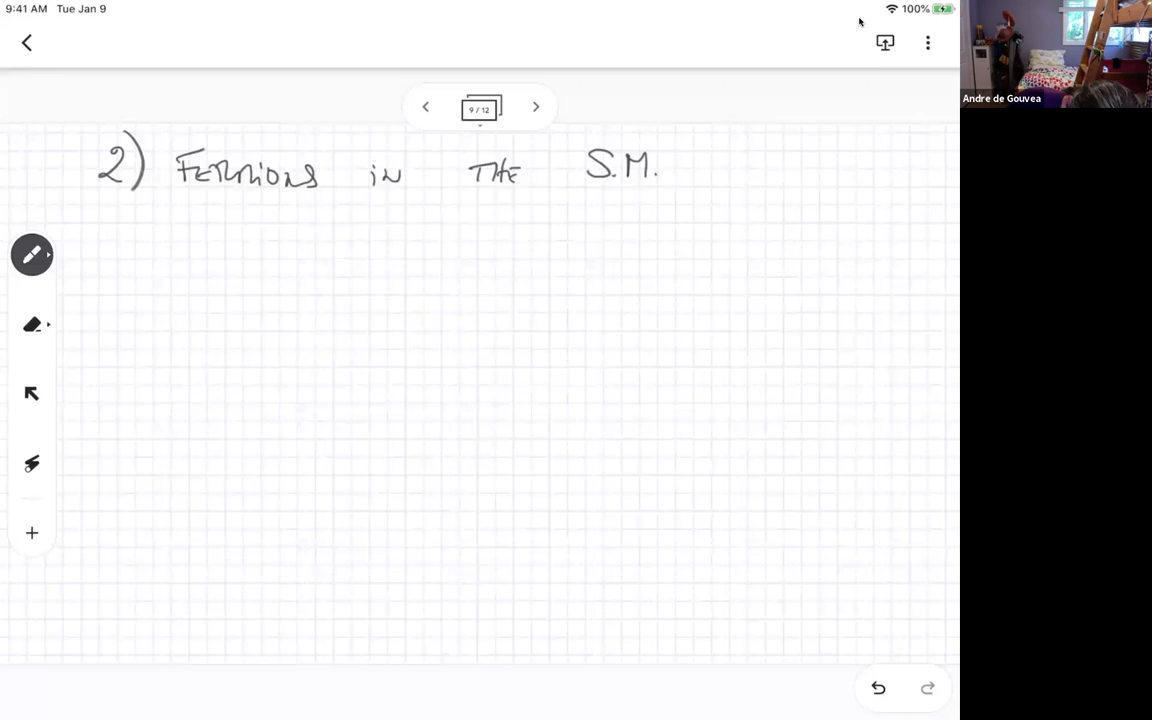 9:41 AM Tue Jan 9
100%
Andre de Gouvea
9 / 12
2) FERMIONS IN THE S.M.